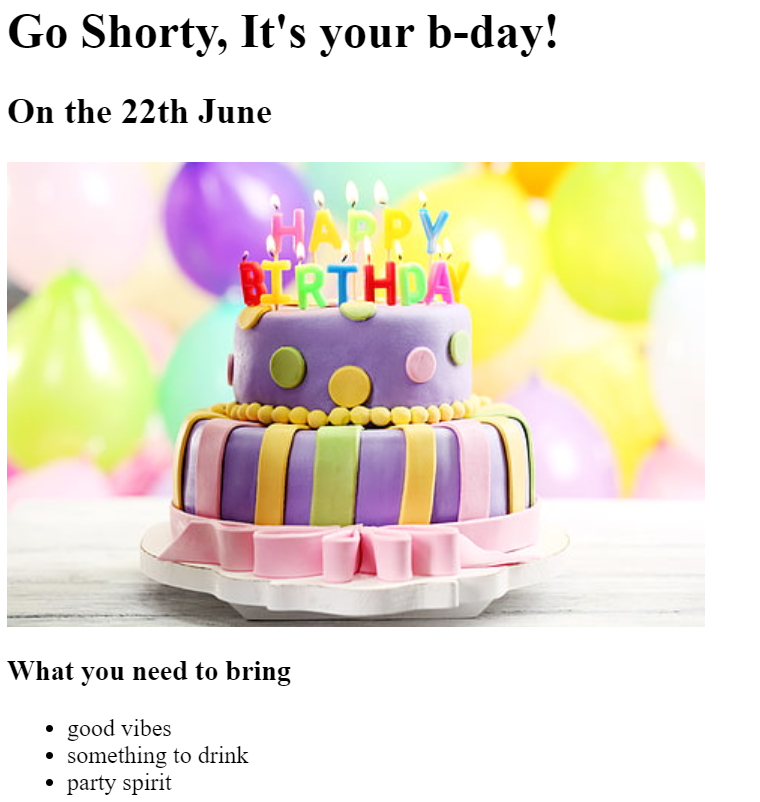 Go Shorty, It's your b-day!
On the 22th June
HAPPY
BIRTHDAY
What you need to bring
good vibes
something to drink
party spirit